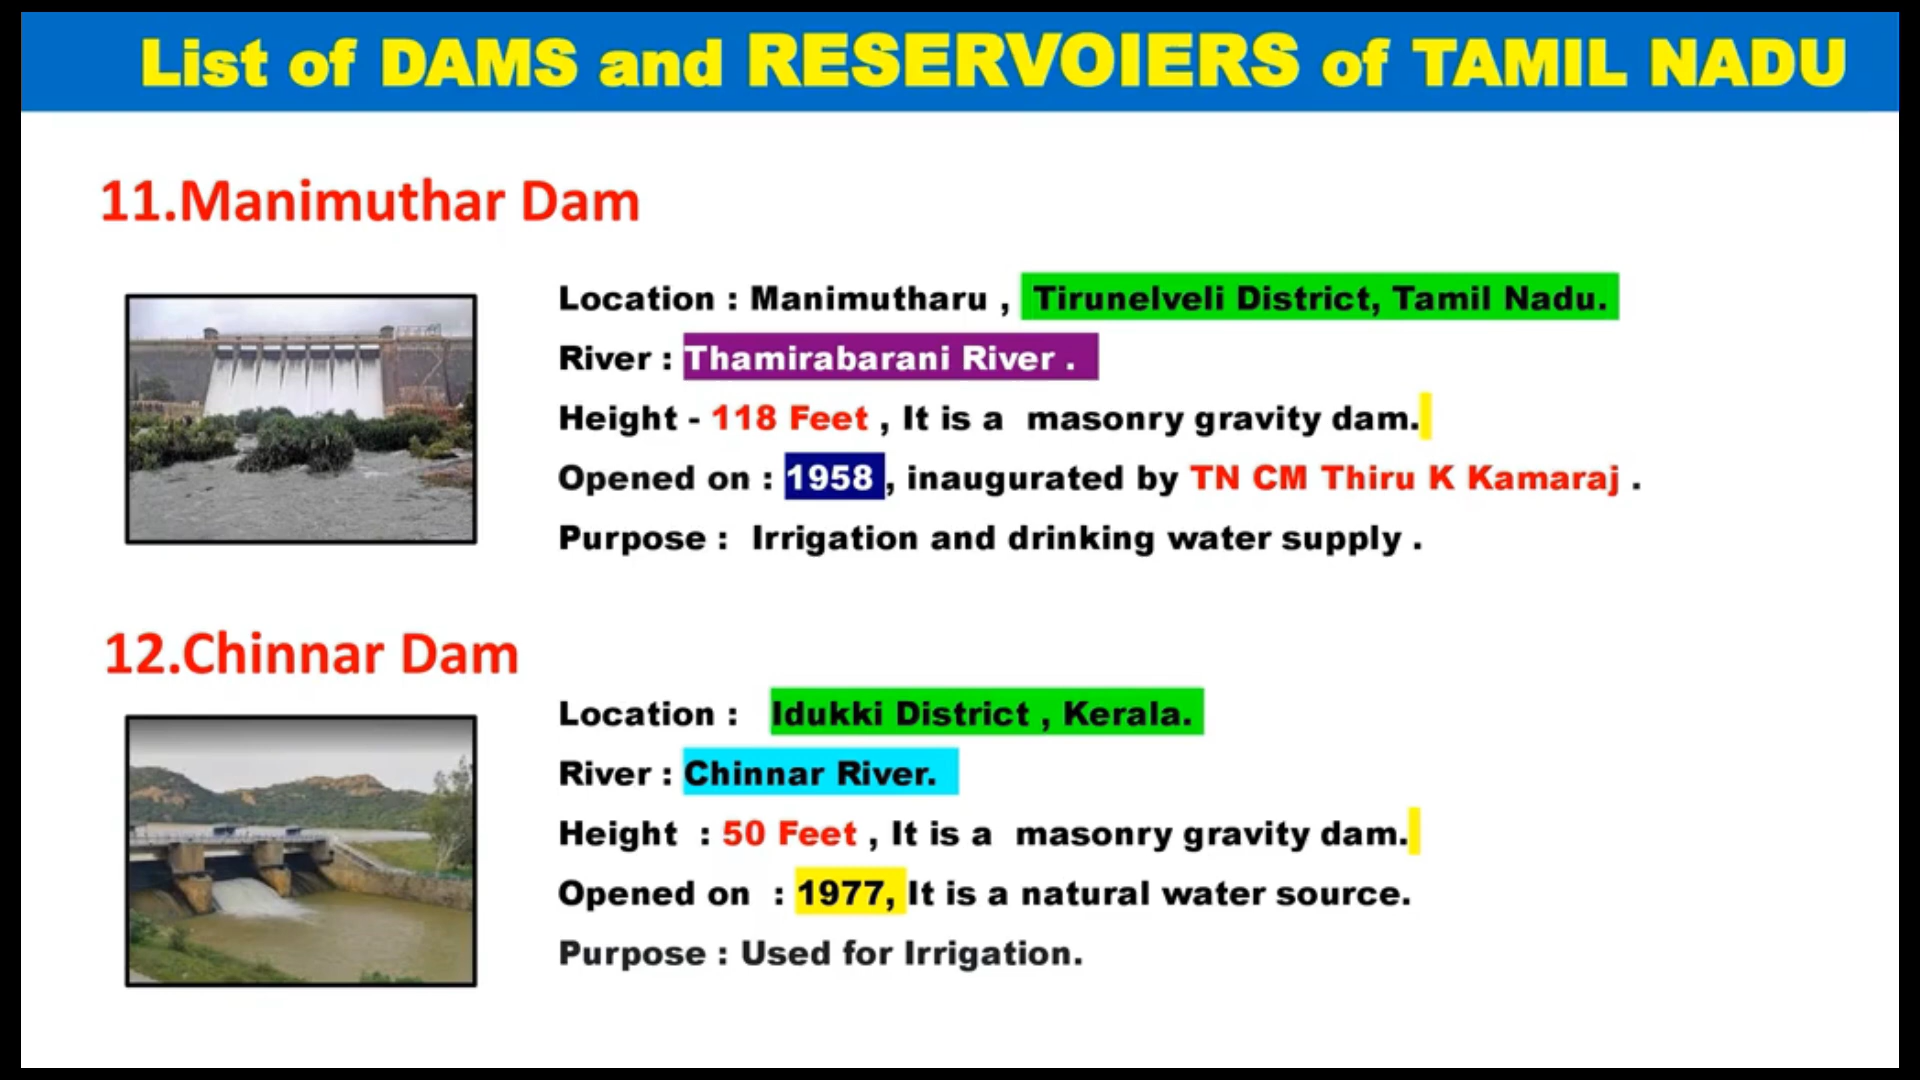 List of DAMS and RESERVOIERS of TAMIL NADU
11.Manimuthar Dam
Location : Manimutharu , Tirunelveli District, Tamil Nadu.
River : Thamirabarani River .
Height - 118 Feet , It is a masonry gravity dam.
Opened on : 1958 , inaugurated by TN CM Thiru K Kamaraj .
Purpose : Irrigation and drinking water supply .
12.Chinnar Dam
Location : Idukki District , Kerala.
River : Chinnar River.
Height : 50 Feet , It is a masonry gravity dam.
Opened on : 1977, It is a natural water source.
Purpose : Used for Irrigation.